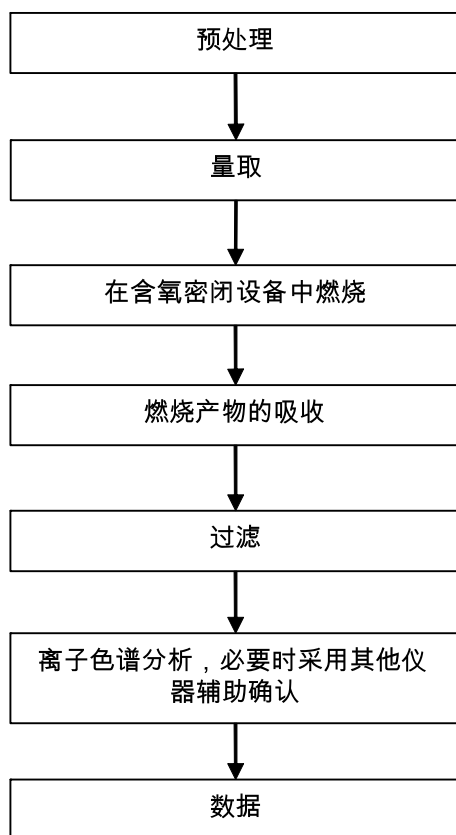 预处理
量取
在含氧密闭设备中燃烧
燃烧产物的吸收
过滤
离子色谱分析，必要时采用其他仪
器辅助确认
数据